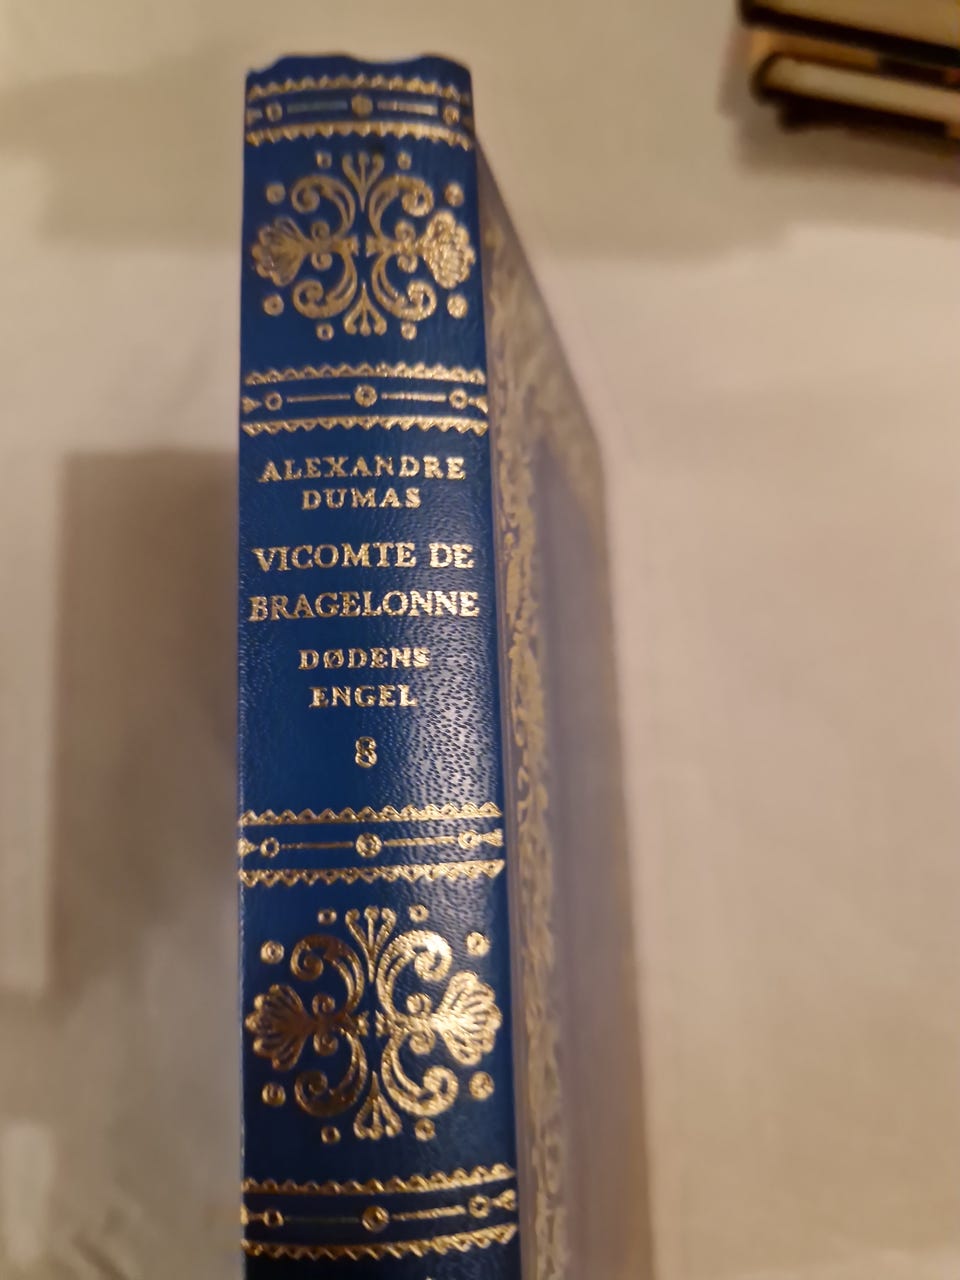 ALEXANDRE
DUMAS
VICOMTE DE
BRAGELONNE
DØDENS
ENGEL
8